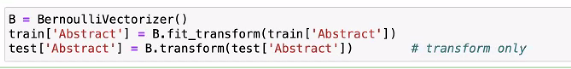 B = BernoulliVectorizer()
train['Abstract'] = B.fit_transform(train['Abstract'])
test['Abstract'] = B.transform(test['Abstract'])        # transform only